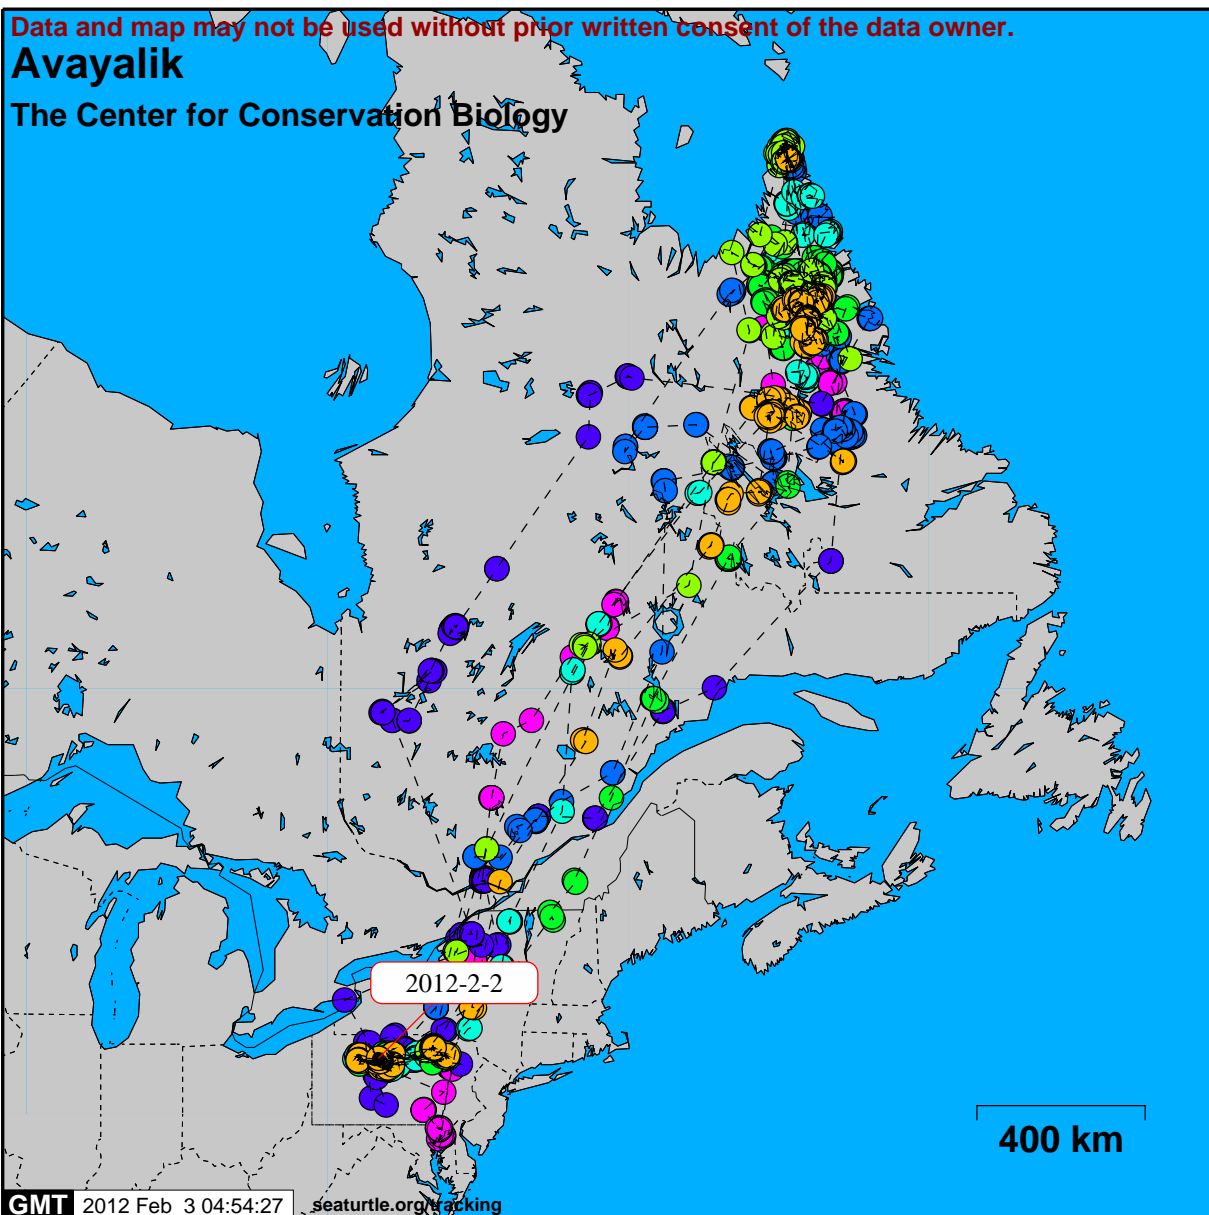 Data and map may not be used without prior written consent of the data owner.
Avayalik
The Center for Conservation Biology
2012-2-2
400 km
GMT 2012 Feb 3 04:54:27 seaturtle.org/tracking